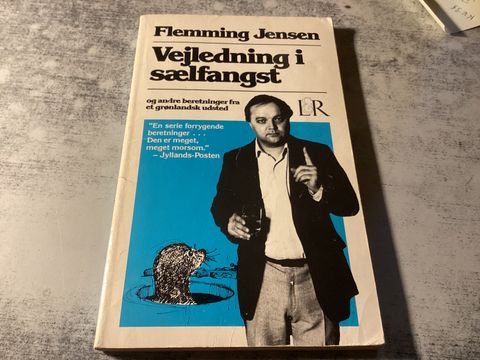 Flemming Jensen
Vejledning i
sælfangst
og andre beretninger fra
et grønlandsk udsted
L&R
"En serie forrygende
beretninger . . .
Den er meget,
meget morsom."
– Jyllands-Posten